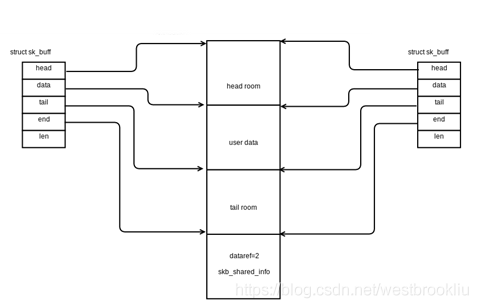 struct sk_buff
head
data
tail
end
len
head room
user data
tail room
dataref=2
skb_shared_info
struct sk_buff
head
data
tail
end
len
https://blog.csdn.net/westbrookliu